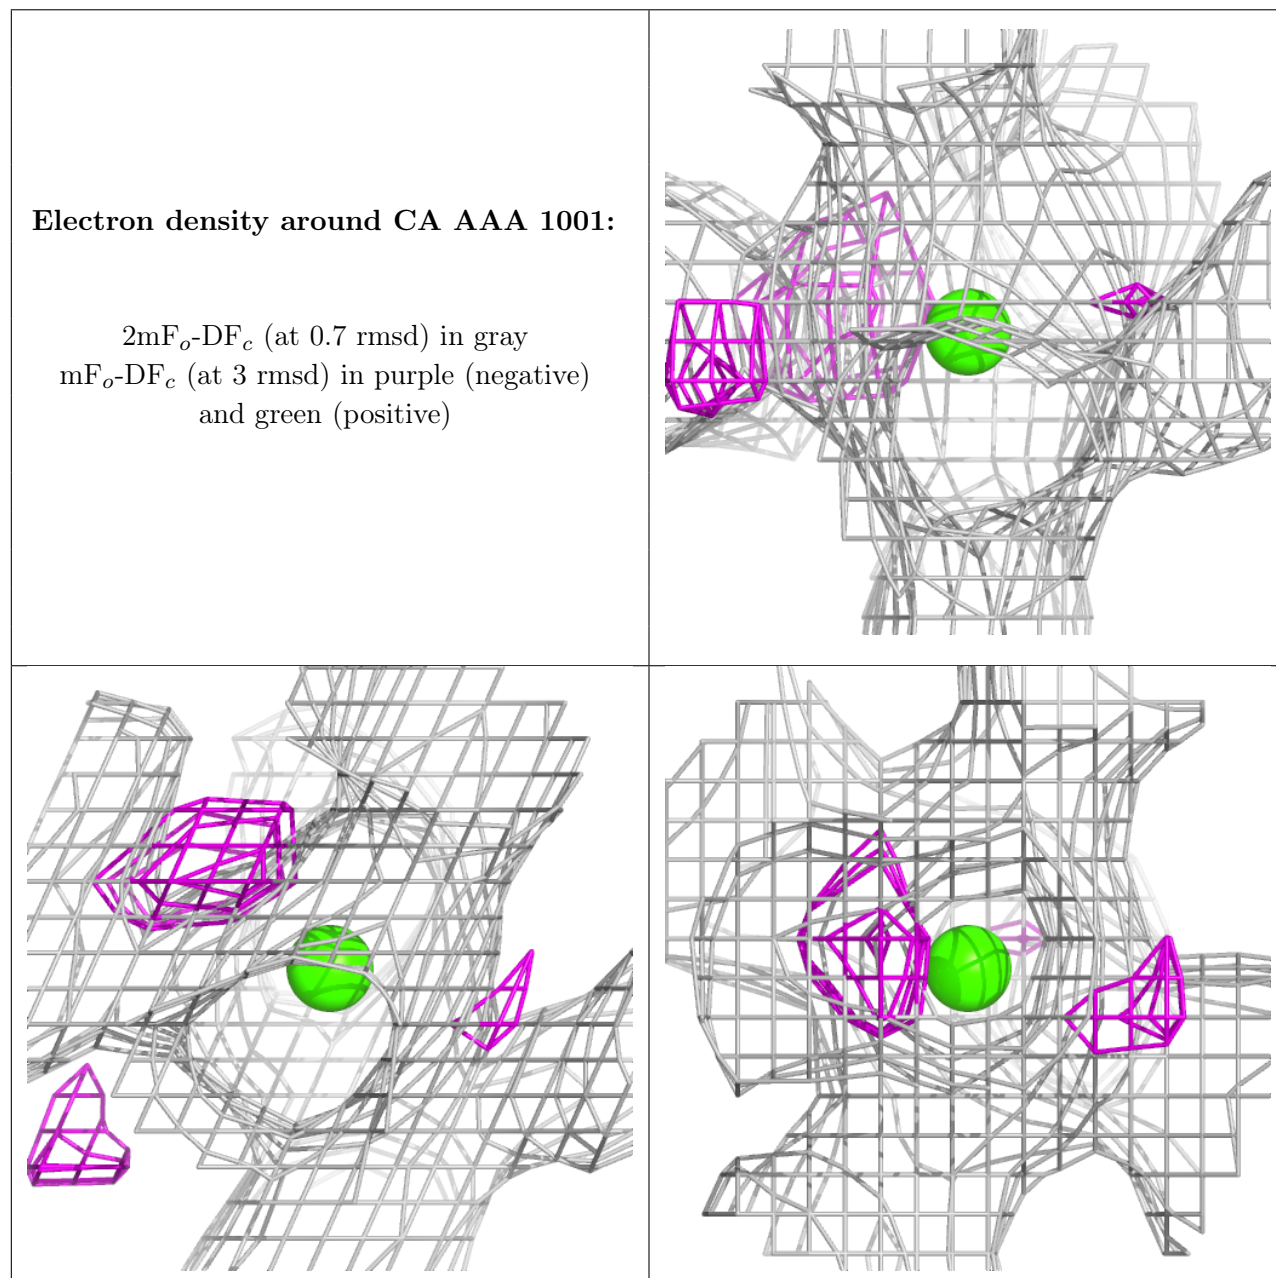 Electron density around CA AAA 1001:
2mFₒ-DF𝒸 (at 0.7 rmsd) in gray
mFₒ-DF𝒸 (at 3 rmsd) in purple (negative)
and green (positive)